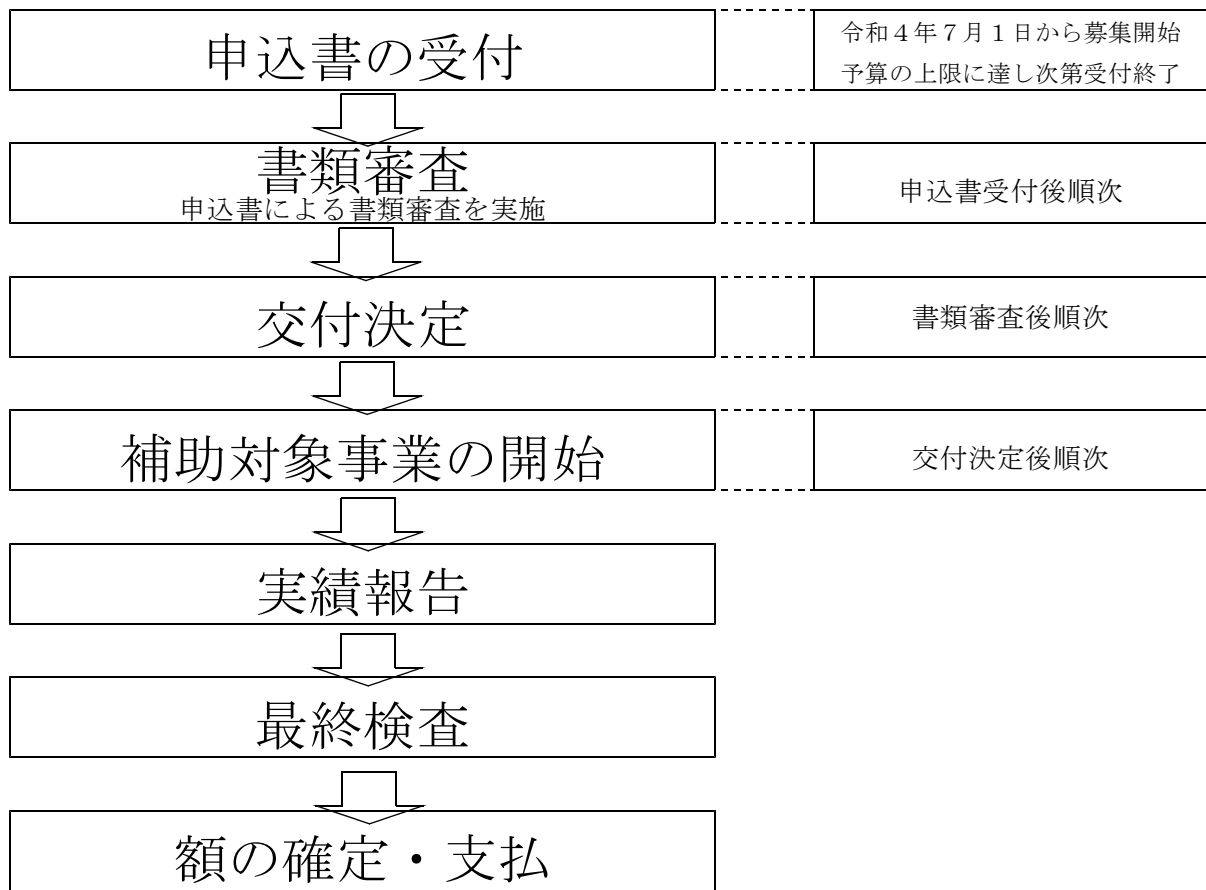 申込書の受付
令和４年７月１日から募集開始
予算の上限に達し次第受付終了
書類審査
申込書による書類審査を実施
申込書受付後順次
交付決定
書類審査後順次
補助対象事業の開始
交付決定後順次
実績報告
最終検査
額の確定・支払